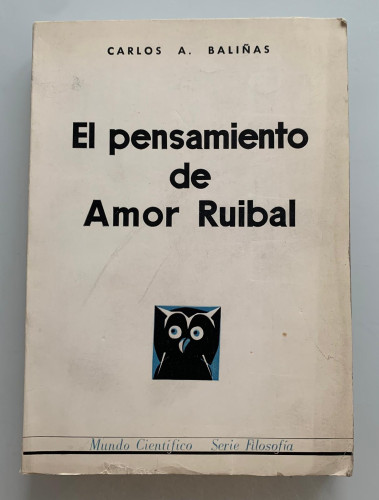 CARLOS A. BALIÑAS
El pensamiento
de
Amor Ruibal
Mundo Científico Serie Filosofía